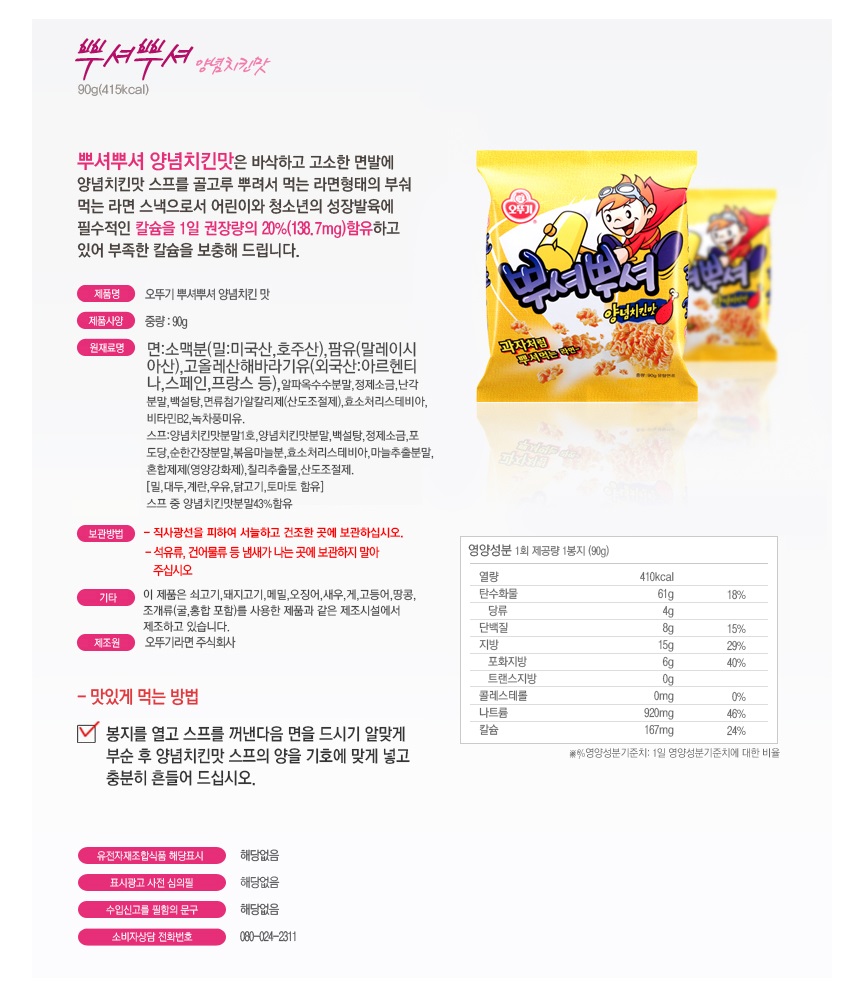 뿌셔뿌셔 양념치킨맛
90g(415kcal)
뿌셔뿌셔 양념치킨맛은 바삭하고 고소한 면발에
양념치킨맛 스프를 골고루 뿌려서 먹는 라면형태의 부숴
먹는 라면 스낵으로서 어린이와 청소년의 성장발육에
필수적인 칼슘을 1일 권장량의 20%(138.7mg)함유하고
있어 부족한 칼슘을 보충해 드립니다.
오뚜기
뿌셔뿌셔
양념치킨맛
과자처럼
뿌셔먹는 라면~
제품명 오뚜기 뿌셔뿌셔 양념치킨 맛
제품사양 중량 : 90g
원재료명 면:소맥분(밀:미국산,호주산),팜유(말레이시
아산),고올레산해바라기유(외국산:아르헨티
나,스페인,프랑스 등),알파옥수수분말,정제소금,난각
분말,백설탕,면류첨가알칼리제(산도조절제),효소처리스테비아,
비타민B2,녹차풍미유.
스프:양념치킨맛분말1호,양념치킨맛분말,백설탕,정제소금,포
도당,순한간장분말,볶음마늘분,효소처리스테비아,마늘추출분말,
혼합제제(영양강화제),칠리추출물,산도조절제.
[밀,대두,계란,우유,닭고기,토마토 함유]
스프 중 양념치킨맛분말43%함유
보관방법 - 직사광선을 피하여 서늘하고 건조한 곳에 보관하십시오.
- 석유류, 건어물류 등 냄새가 나는 곳에 보관하지 말아
주십시오
기타 이 제품은 쇠고기,돼지고기,메밀,오징어,새우,게,고등어,땅콩,
조개류(굴,홍합 포함)를 사용한 제품과 같은 제조시설에서
제조하고 있습니다.
제조원 오뚜기라면 주식회사
- 맛있게 먹는 방법
봉지를 열고 스프를 꺼낸다음 면을 드시기 알맞게
부순 후 양념치킨맛 스프의 양을 기호에 맞게 넣고
충분히 흔들어 드십시오.
영양성분 1회 제공량 1봉지 (90g)
열량 410kcal
탄수화물 61g 18%
당류 4g
단백질 8g 15%
지방 15g 29%
포화지방 6g 40%
트랜스지방 0g
콜레스테롤 0mg 0%
나트륨 920mg 46%
칼슘 167mg 24%
※%영양성분기준치: 1일 영양성분기준치에 대한 비율
유전자재조합식품 해당표시 해당없음
표시광고 사전 심의필 해당없음
수입신고를 필함의 문구 해당없음
소비자상담 전화번호 080-024-2311